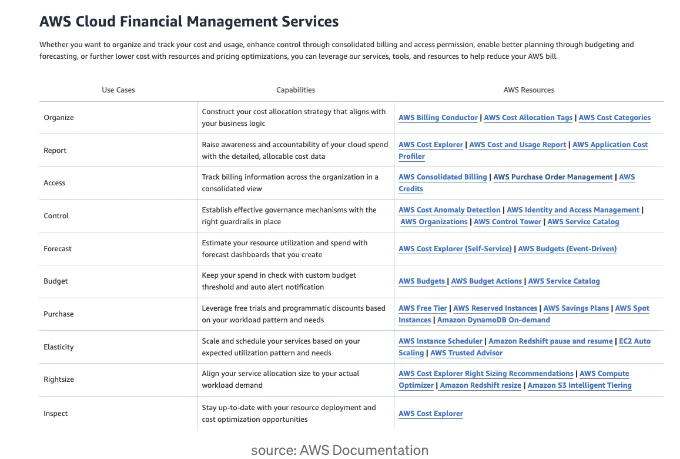 AWS Cloud Financial Management Services
Whether you want to organize and track your cost and usage, enhance control through consolidated billing and access permission, enable better planning through budgeting and
forecasting, or further lower cost with resources and pricing optimizations, you can leverage our services, tools, and resources to help reduce your AWS bill.
Use Cases Capabilities AWS Resources
Organize
Construct your cost allocation strategy that aligns with
your business logic
AWS Billing Conductor | AWS Cost Allocation Tags | AWS Cost Categories
Report
Raise awareness and accountability of your cloud spend
with the detailed, allocable cost data
AWS Cost Explorer | AWS Cost and Usage Report | AWS Application Cost
Profiler
Access
Track billing information across the organization in a
consolidated view
AWS Consolidated Billing | AWS Purchase Order Management | AWS
Credits
Control
Establish effective governance mechanisms with the
right guardrails in place
AWS Cost Anomaly Detection | AWS Identity and Access Management |
AWS Organizations | AWS Control Tower | AWS Service Catalog
Forecast
Estimate your resource utilization and spend with
forecast dashboards that you create
AWS Cost Explorer (Self-Service) | AWS Budgets (Event-Driven)
Budget
Keep your spend in check with custom budget
threshold and auto alert notification
AWS Budgets | AWS Budget Actions | AWS Service Catalog
Purchase
Leverage free trials and programmatic discounts based
on your workload pattern and needs
AWS Free Tier | AWS Reserved Instances | AWS Savings Plans | AWS Spot
Instances | Amazon DynamoDB On-demand
Elasticity
Scale and schedule your services based on your
expected utilization pattern and needs
AWS Instance Scheduler | Amazon Redshift pause and resume | EC2 Auto
Scaling | AWS Trusted Advisor
Rightsize
Align your service allocation size to your actual
workload demand
AWS Cost Explorer Right Sizing Recommendations | AWS Compute
Optimizer | Amazon Redshift resize | Amazon S3 Intelligent Tiering
Inspect
Stay up-to-date with your resource deployment and
cost optimization opportunities
AWS Cost Explorer
source: AWS Documentation